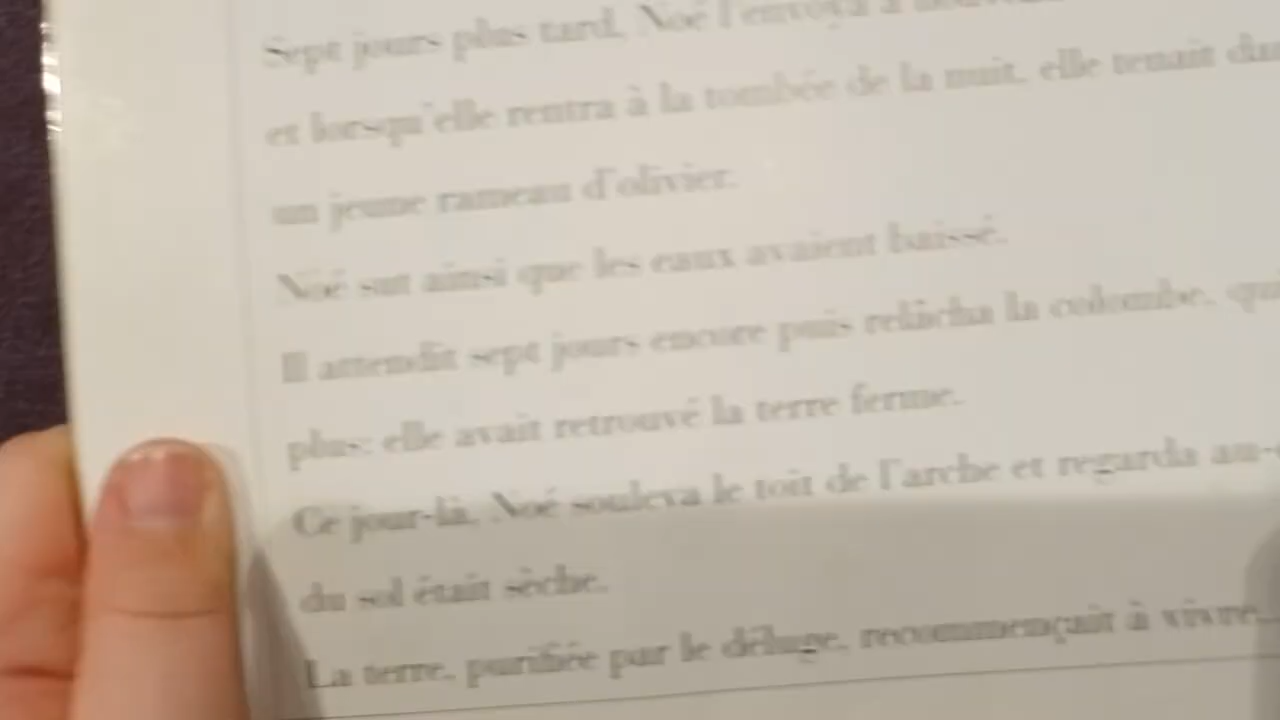 Sept jours plus tard, Noé l'envoya à nouveau
et lorsqu'elle rentra à la tombée de la nuit, elle tenait dan
un jeune rameau d'olivier.
Noé sut ainsi que les eaux avaient baissé.
Il attendit sept jours encore puis relâcha la colombe, qui
plus: elle avait retrouvé la terre ferme.
Ce jour-là, Noé souleva le toit de l'arche et regarda au-
du sol était sèche.
La terre, purifiée par le déluge, recommençait à vivre...